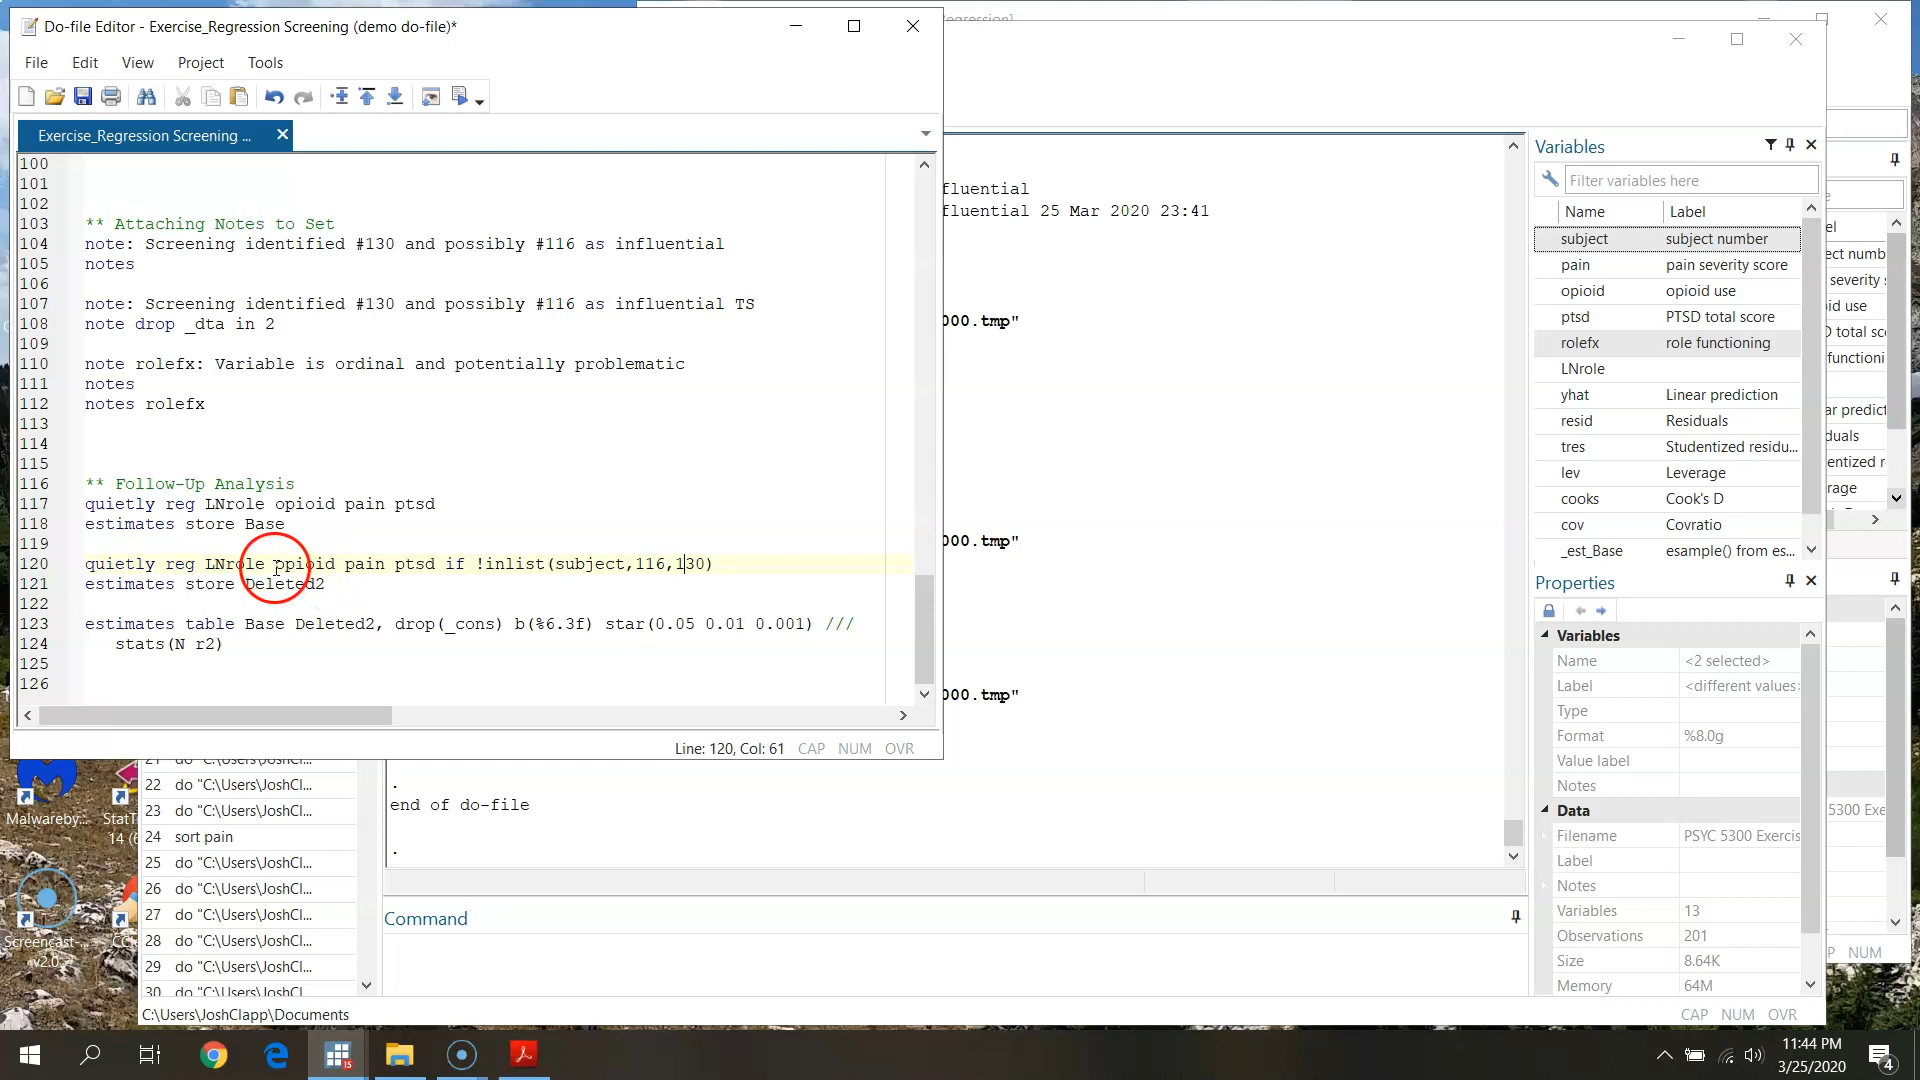 Do-file Editor - Exercise_Regression Screening (demo do-file)*
File Edit View Project Tools
Exercise_Regression Screening ...
100
101
102
103 ** Attaching Notes to Set
104 note: Screening identified #130 and possibly #116 as influential
105 notes
106
107 note: Screening identified #130 and possibly #116 as influential TS
108 note drop _dta in 2
109
110 note rolefx: Variable is ordinal and potentially problematic
111 notes
112 notes rolefx
113
114
115
116 ** Follow-Up Analysis
117 quietly reg LNrole opioid pain ptsd
118 estimates store Base
119
120 quietly reg LNrole opioid pain ptsd if !inlist(subject,116,130)
121 estimates store Deleted2
122
123 estimates table Base Deleted2, drop(_cons) b(%6.3f) star(0.05 0.01 0.001) ///
124 stats(N r2)
125
126
Line: 120, Col: 61 CAP NUM OVR
fluential
fluential 25 Mar 2020 23:41
000.tmp"
000.tmp"
000.tmp"
.
end of do-file
.
Command
22 do "C:\Users\JoshCl...
23 do "C:\Users\JoshCl...
24 sort pain
25 do "C:\Users\JoshCl...
26 do "C:\Users\JoshCl...
27 do "C:\Users\JoshCl...
28 do "C:\Users\JoshCl...
29 do "C:\Users\JoshCl...
30 do "C:\Users\JoshCl...
C:\Users\JoshClapp\Documents
Variables
Filter variables here
Name Label
subject subject number
pain pain severity score
opioid opioid use
ptsd PTSD total score
rolefx role functioning
LNrole
yhat Linear prediction
resid Residuals
tres Studentized residu...
lev Leverage
cooks Cook's D
cov Covratio
_est_Base esample() from es...
Properties
Variables
Name <2 selected>
Label <different values>
Type
Format %8.0g
Value label
Notes
Data
Filename PSYC 5300 Exercis
Label
Notes
Variables 13
Observations 201
Size 8.64K
Memory 64M
CAP NUM OVR
NUM
Malwareby...
Screencast-...
v2.0
11:44 PM
3/25/2020
4
15